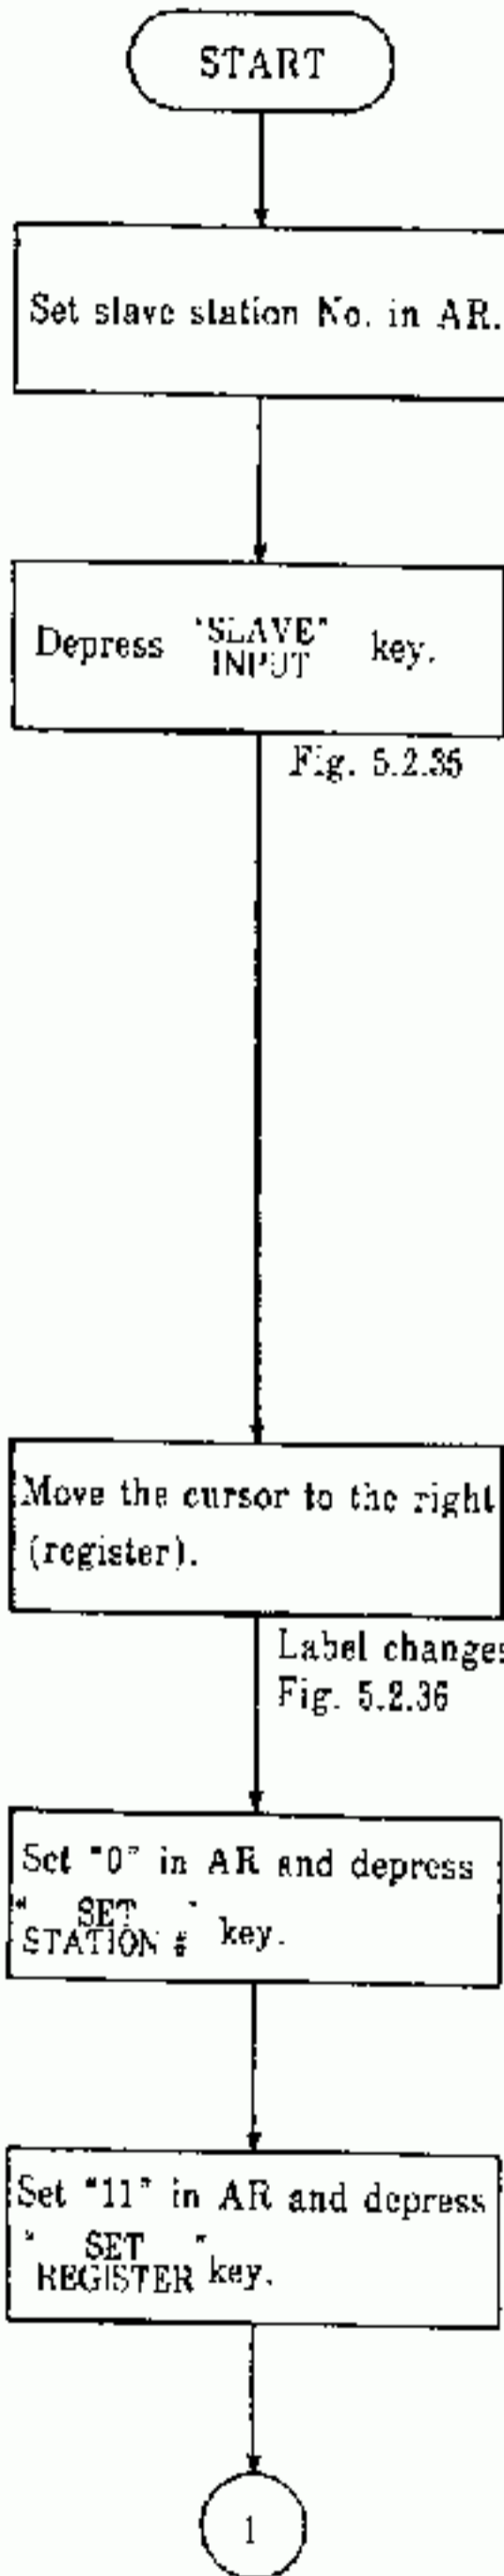 START
Set slave station No. in AR.
Depress "SLAVE INPUT" key.
Fig. 5.2.35
Move the cursor to the right
(register).
Label changes
Fig. 5.2.36
Set "0" in AR and depress
" SET STATION # " key.
Set "11" in AR and depress
" SET REGISTER " key.
1